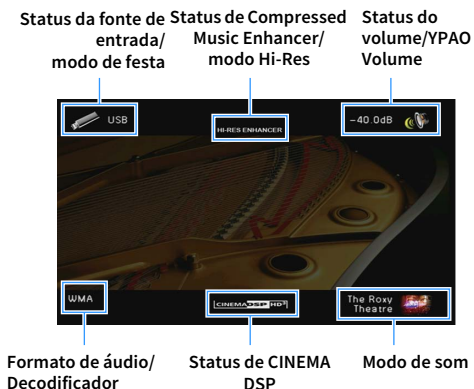 Status da fonte de
entrada/
modo de festa
Status de Compressed
Music Enhancer/
modo Hi-Res
Status do
volume/YPAO
Volume
USB
HI-RES ENHANCER
-40.0dB
WMA
CINEMA DSP HD³
The Roxy
Theatre
Formato de áudio/
Decodificador
Status de CINEMA
DSP
Modo de som